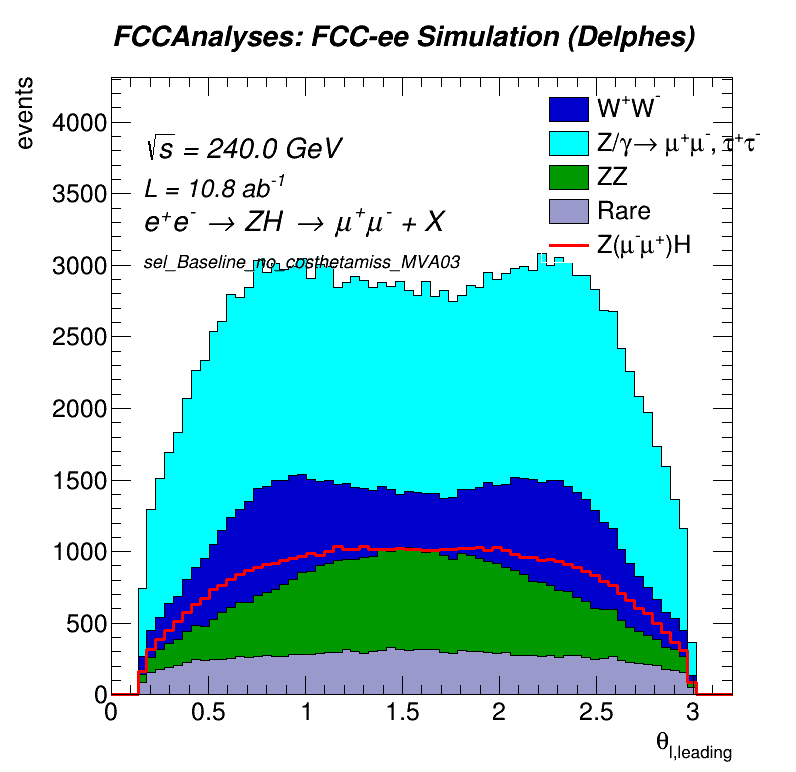 FCCAnalyses: FCC-ee Simulation (Delphes)
events
√s = 240.0 GeV
L = 10.8 ab⁻¹
e⁺e⁻ → ZH → μ⁺μ⁻ + X
sel_Baseline_no_costhetamiss_MVA03
W⁺W⁻
Z/γ→ μ⁺μ⁻, τ⁺τ⁻
ZZ
Rare
Z(μ⁻μ⁺)H
4000
3500
3000
2500
2000
1500
1000
500
0
0 0.5 1 1.5 2 2.5 3
θ_l,leading